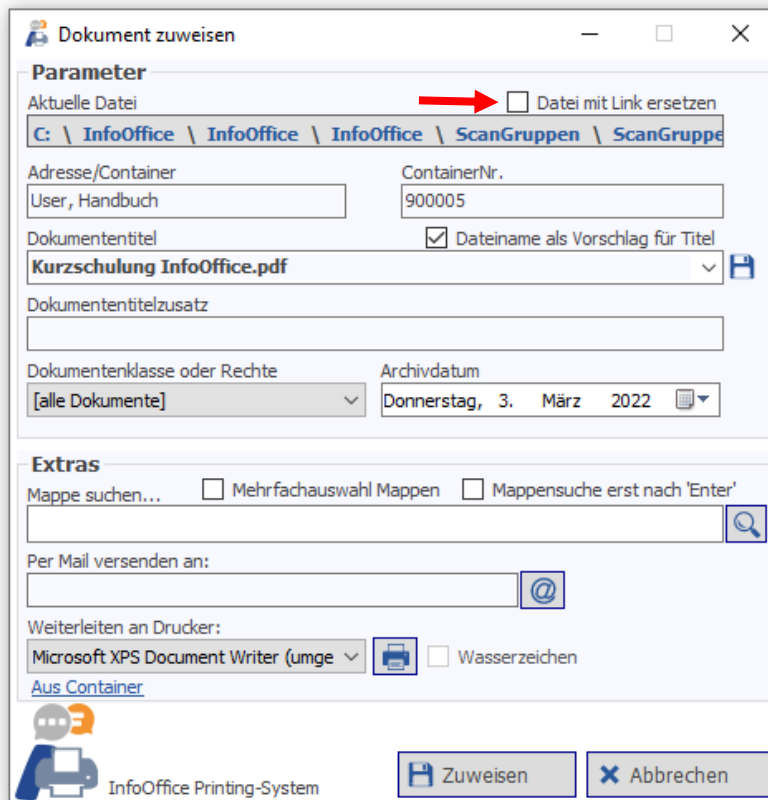 Dokument zuweisen
Parameter
Aktuelle Datei Datei mit Link ersetzen
C: \ InfoOffice \ InfoOffice \ InfoOffice \ ScanGruppen \ ScanGruppe
Adresse/Container ContainerNr.
User, Handbuch 900005
Dokumententitel Dateiname als Vorschlag für Titel
Kurzschulung InfoOffice.pdf
Dokumententitelzusatz
Dokumentenklasse oder Rechte Archivdatum
[alle Dokumente] Donnerstag, 3. März 2022
Extras
Mappe suchen... Mehrfachauswahl Mappen Mappensuche erst nach 'Enter'
Per Mail versenden an:
@
Weiterleiten an Drucker:
Microsoft XPS Document Writer (umge Wasserzeichen
Aus Container
InfoOffice Printing-System Zuweisen Abbrechen